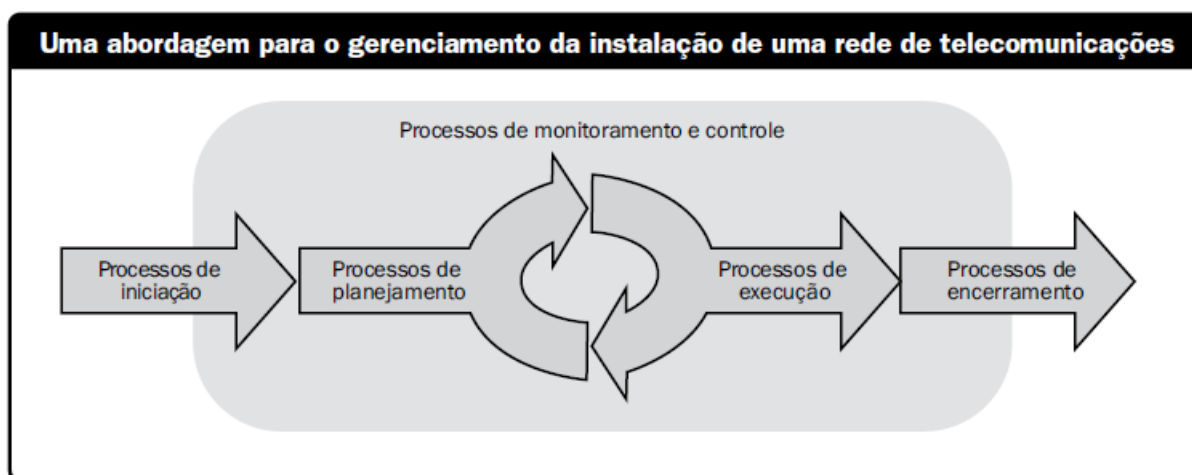 Uma abordagem para o gerenciamento da instalação de uma rede de telecomunicações
Processos de monitoramento e controle
Processos de
iniciação
Processos de
planejamento
Processos de
execução
Processos de
encerramento